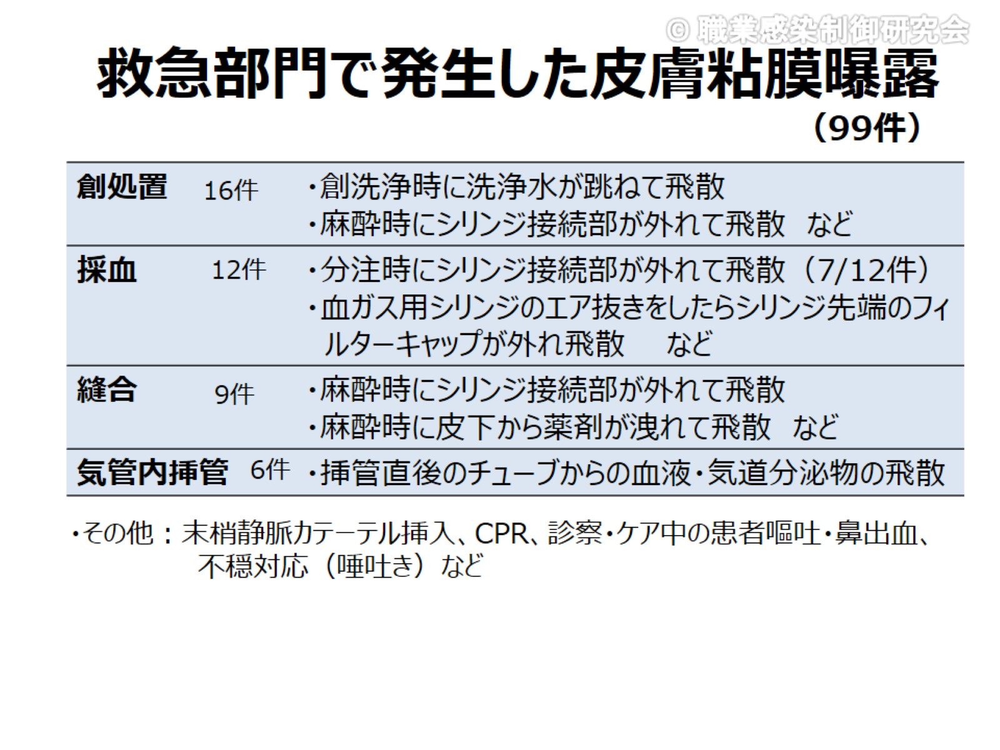 © 職業感染制御研究会
救急部門で発生した皮膚粘膜曝露
（99件）
創処置 16件 ・創洗浄時に洗浄水が跳ねて飛散
・麻酔時にシリンジ接続部が外れて飛散 など
採血 12件 ・分注時にシリンジ接続部が外れて飛散（7/12件）
・血ガス用シリンジのエア抜きをしたらシリンジ先端のフィ
ルターキャップが外れ飛散 など
縫合 9件 ・麻酔時にシリンジ接続部が外れて飛散
・麻酔時に皮下から薬剤が洩れて飛散 など
気管内挿管 6件 ・挿管直後のチューブからの血液・気道分泌物の飛散
・その他：末梢静脈カテーテル挿入、CPR、診察・ケア中の患者嘔吐・鼻出血、
不穏対応（唾吐き）など